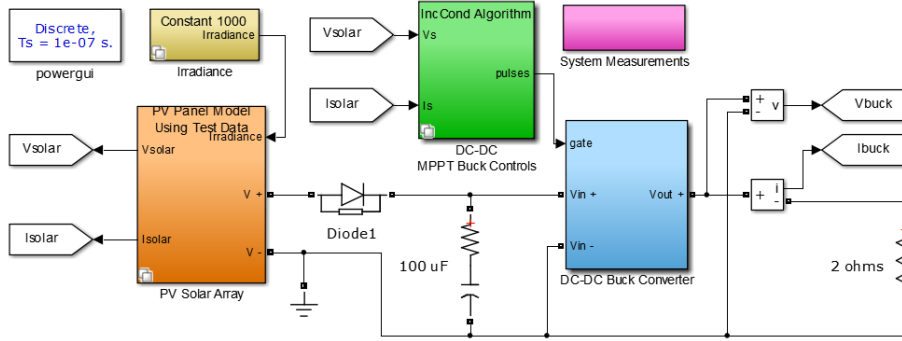 Discrete,
Ts = 1e-07 s.
powergui
Constant 1000
Irradiance
Irradiance
Vsolar
Isolar
IncCond Algorithm
Vs
pulses
Is
DC-DC
MPPT Buck Controls
System Measurements
PV Panel Model
Using Test Data
Irradiance
Vsolar
V +
Isolar
V -
PV Solar Array
Vsolar
Isolar
Diode1
+
100 uF
gate
Vin +
Vout +
Vin -
DC-DC Buck Converter
+
-
v
Vbuck
+
i
-
Ibuck
2 ohms